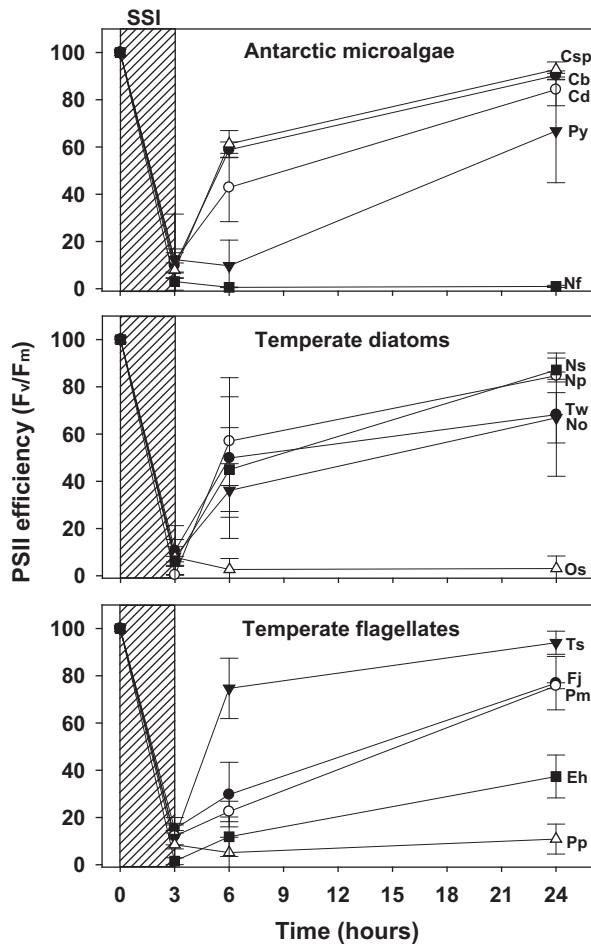 SSI
Antarctic microalgae
100
80
60
40
20
0
Csp
Cb
Cd
Py
Nf
Temperate diatoms
100
80
60
40
20
0
Ns
Np
Tw
No
Os
Temperate flagellates
100
80
60
40
20
0
Ts
Fj
Pm
Eh
Pp
PSII efficiency (Fv/Fm)
0 3 6 9 12 15 18 21 24
Time (hours)